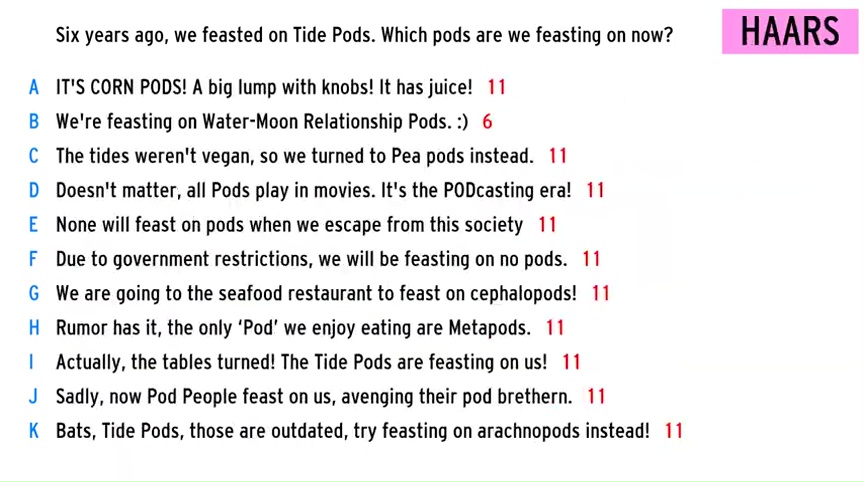 Six years ago, we feasted on Tide Pods. Which pods are we feasting on now?
HAARS
A IT'S CORN PODS! A big lump with knobs! It has juice! 11
B We're feasting on Water-Moon Relationship Pods. :) 6
C The tides weren't vegan, so we turned to Pea pods instead. 11
D Doesn't matter, all Pods play in movies. It's the PODcasting era! 11
E None will feast on pods when we escape from this society 11
F Due to government restrictions, we will be feasting on no pods. 11
G We are going to the seafood restaurant to feast on cephalopods! 11
H Rumor has it, the only ‘Pod’ we enjoy eating are Metapods. 11
I Actually, the tables turned! The Tide Pods are feasting on us! 11
J Sadly, now Pod People feast on us, avenging their pod brethern. 11
K Bats, Tide Pods, those are outdated, try feasting on arachnopods instead! 11